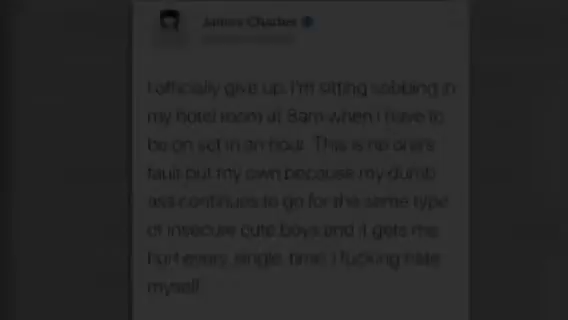 James Charles
I officially give up. I'm sitting sobbing in
my hotel room at 8am when i have to
be on set in an hour. This is no one's
fault but my own because my dumb
ass continues to go for the same type
of insecure cute boys and it gets me
hurt every. single. time. I fucking hate
myself